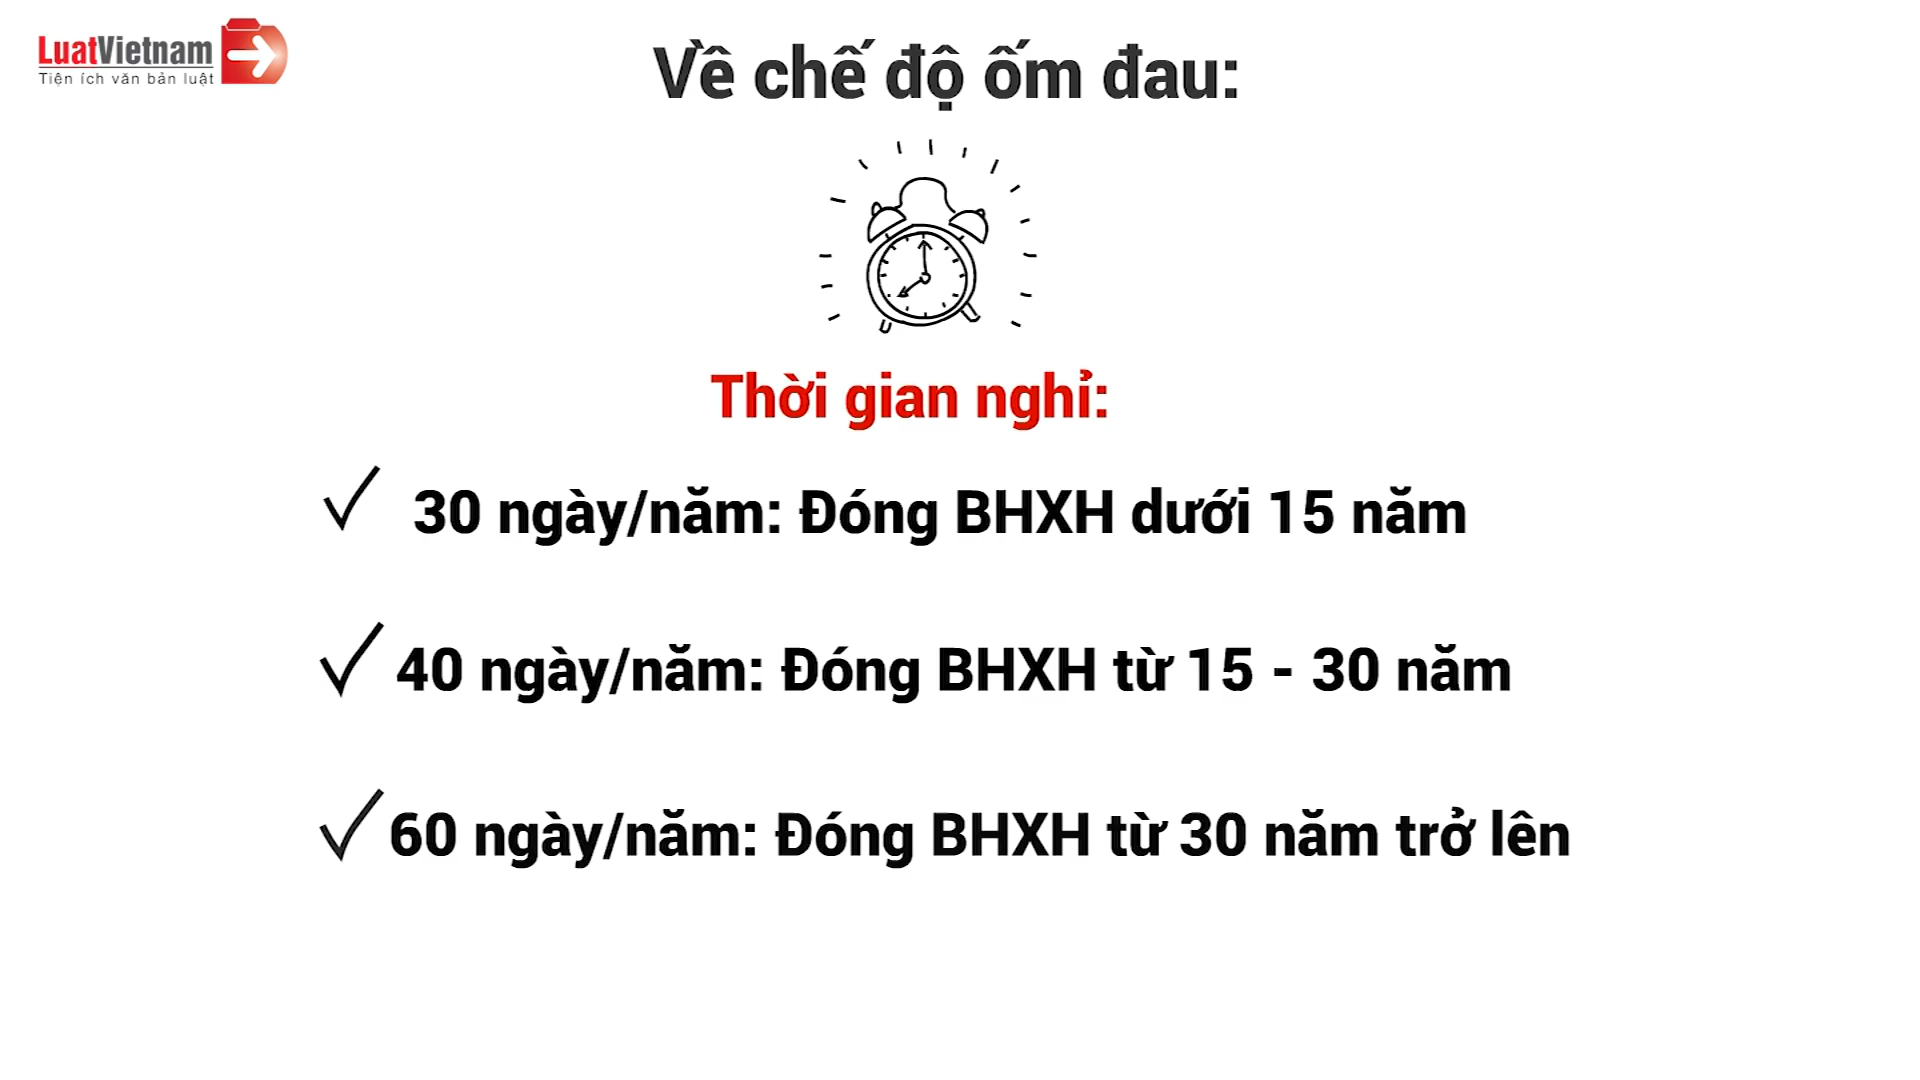 LuatVietnam
Tiện ích văn bản luật
Về chế độ ốm đau:
Thời gian nghỉ:
30 ngày/năm: Đóng BHXH dưới 15 năm
40 ngày/năm: Đóng BHXH từ 15 - 30 năm
60 ngày/năm: Đóng BHXH từ 30 năm trở lên